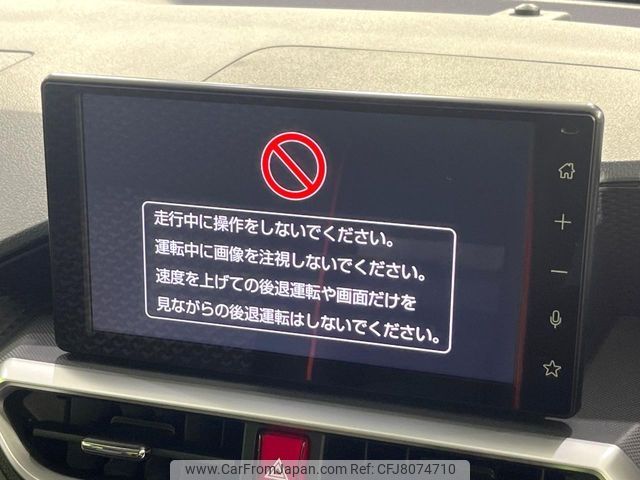 走行中に操作をしないでください。
運転中に画像を注視しないでください。
速度を上げての後退運転や画面だけを
見ながらの後退運転はしないでください。
www.CarFromJapan.com | REF:CFJ8074710